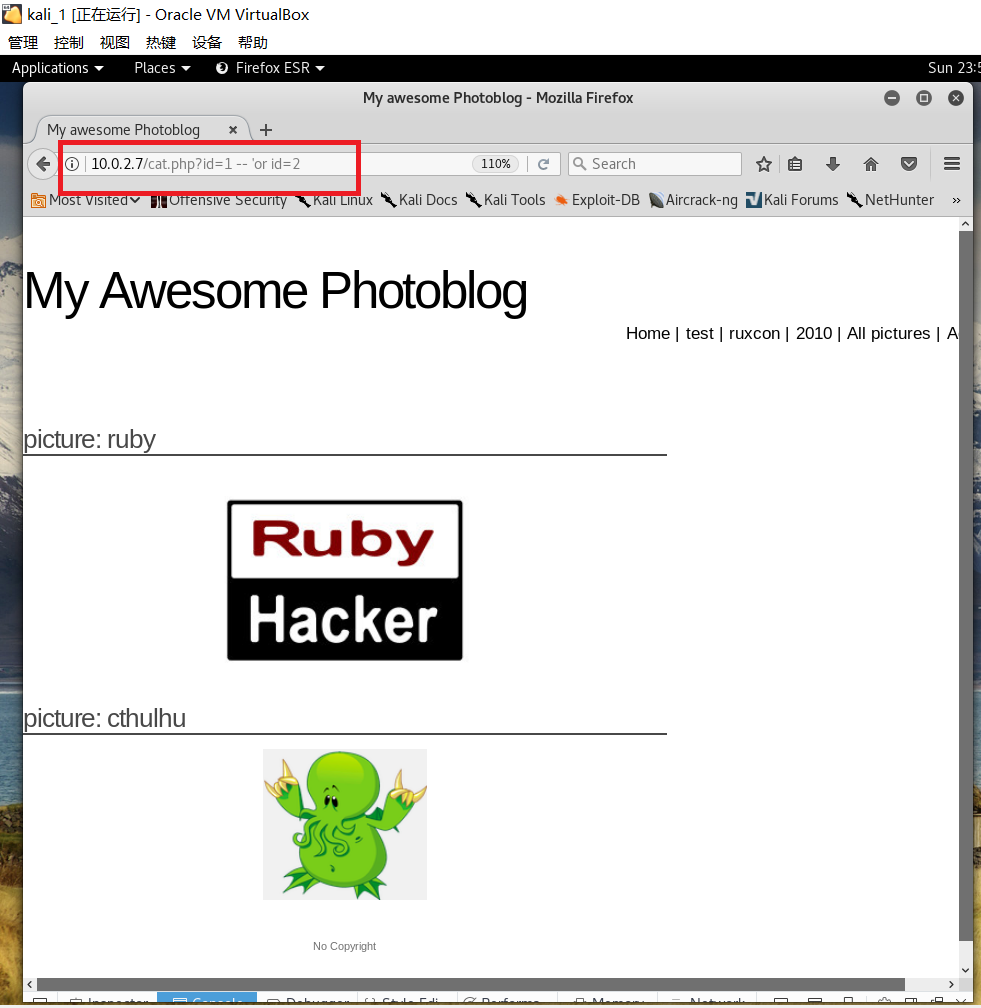 kali_1 [正在运行] - Oracle VM VirtualBox
管理 控制 视图 热键 设备 帮助
Applications Places Firefox ESR Sun 23:5
My awesome Photoblog - Mozilla Firefox
My awesome Photoblog
10.0.2.7/cat.php?id=1 -- 'or id=2 110% Search
Most Visited Offensive Security Kali Linux Kali Docs Kali Tools Exploit-DB Aircrack-ng Kali Forums NetHunter »
My Awesome Photoblog
Home | test | ruxcon | 2010 | All pictures | A
picture: ruby
Ruby
Hacker
picture: cthulhu
No Copyright
Inspector Console Debugger Style Edi Performa Memory Network